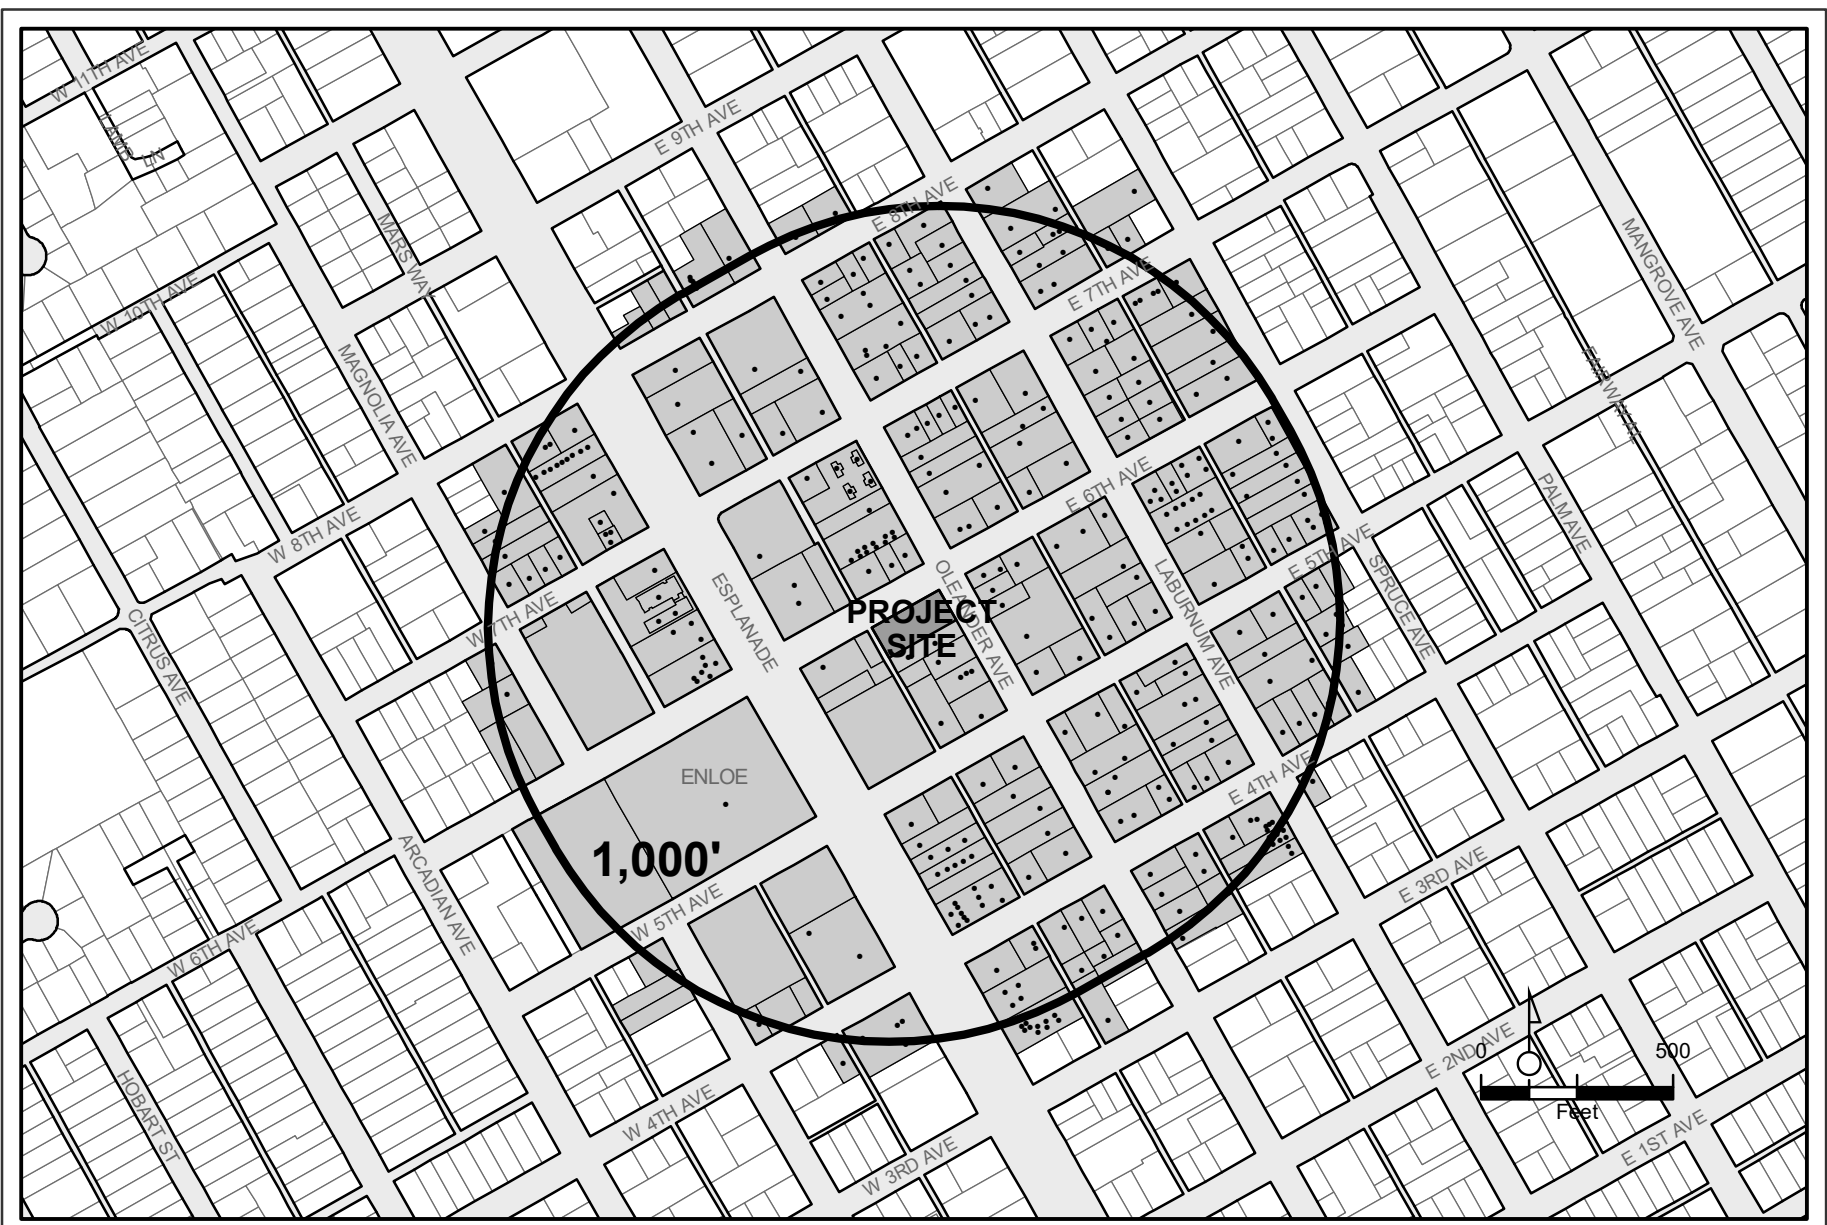 W 11TH AVE
LAMB LN
E 9TH AVE
E 8TH AVE
MARS WAY
MANGROVE AVE
W 10TH AVE
E 7TH AVE
MAGNOLIA AVE
FAIRWAY
E 6TH AVE
PALM AVE
W 8TH AVE
E 5TH AVE
SPRUCE AVE
W 7TH AVE
ESPLANADE
OLEANDER AVE
LABURNUM AVE
PROJECT
SITE
CITRUS AVE
ENLOE
E 4TH AVE
1,000'
ARCADIAN AVE
W 5TH AVE
E 3RD AVE
W 6TH AVE
E 2ND AVE
0
500
Feet
HOBART ST
W 4TH AVE
W 3RD AVE
E 1ST AVE